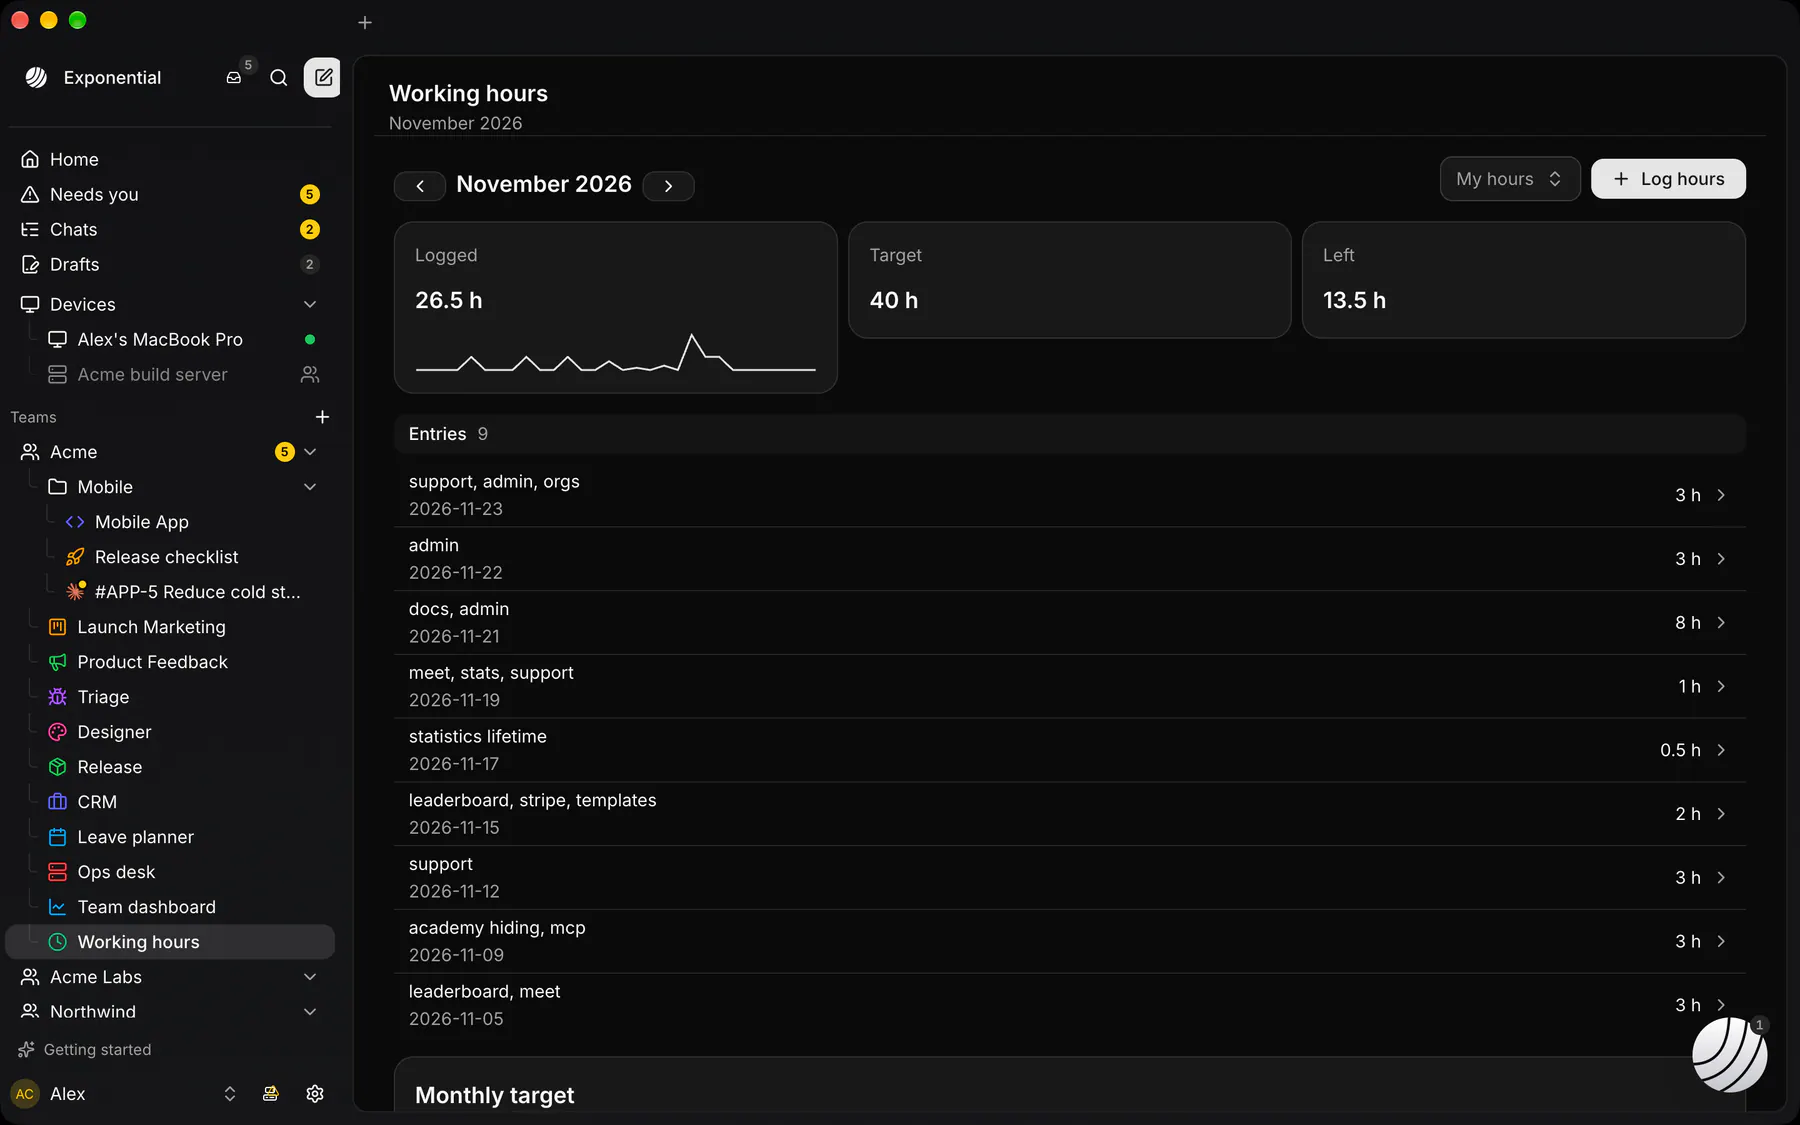 Exponential
5
Home
Needs you
5
Chats
2
Drafts
2
Devices
Alex's MacBook Pro
Acme build server
Teams
Acme
5
Mobile
Mobile App
Release checklist
#APP-5 Reduce cold st...
Launch Marketing
Product Feedback
Triage
Designer
Release
CRM
Leave planner
Ops desk
Team dashboard
Working hours
Acme Labs
Northwind
Getting started
AC Alex
Working hours
November 2026
November 2026
My hours
Log hours
Logged
26.5 h
Target
40 h
Left
13.5 h
Entries 9
support, admin, orgs
2026-11-23
3 h
admin
2026-11-22
3 h
docs, admin
2026-11-21
8 h
meet, stats, support
2026-11-19
1 h
statistics lifetime
2026-11-17
0.5 h
leaderboard, stripe, templates
2026-11-15
2 h
support
2026-11-12
3 h
academy hiding, mcp
2026-11-09
3 h
leaderboard, meet
2026-11-05
3 h
1
Monthly target